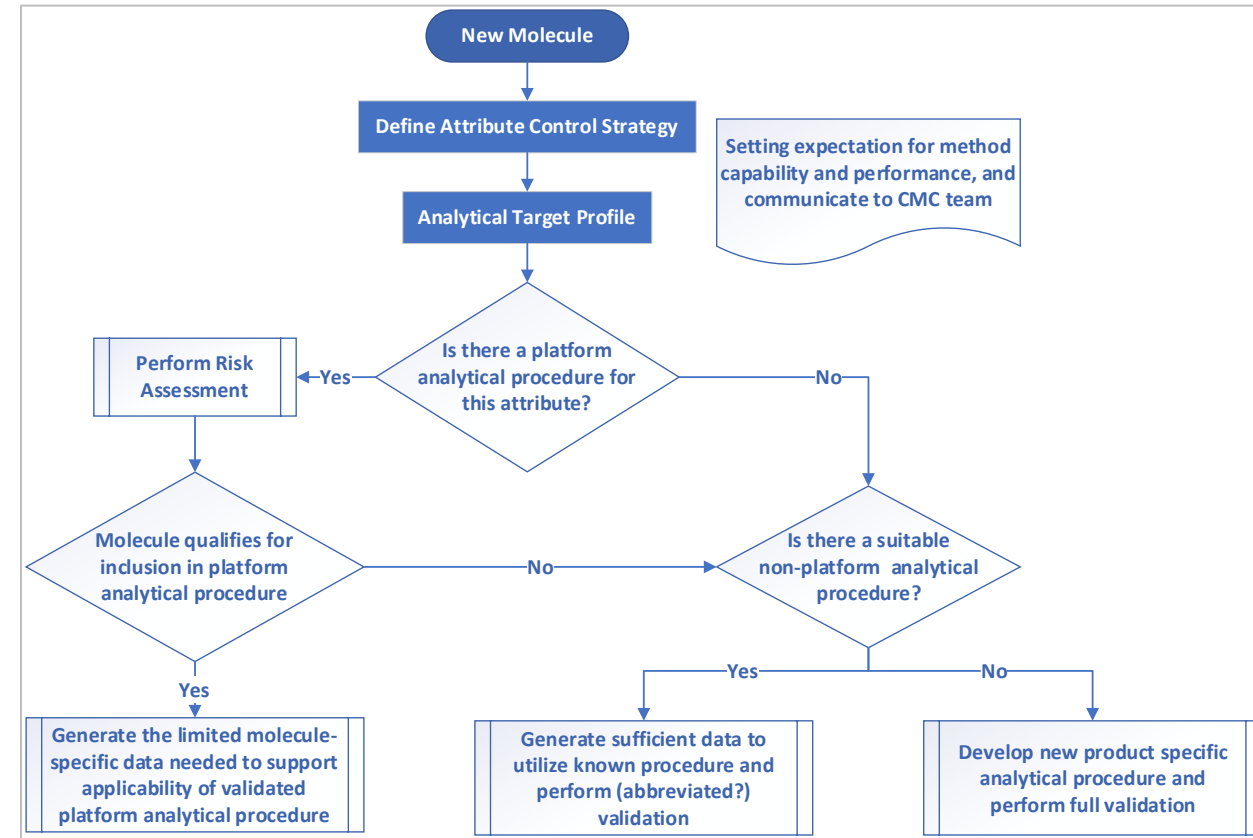 New Molecule
Define Attribute Control Strategy
Setting expectation for method
capability and performance, and
communicate to CMC team
Analytical Target Profile
Is there a platform
analytical procedure for
this attribute?
Yes
No
Perform Risk
Assessment
Molecule qualifies for
inclusion in platform
analytical procedure
No
Is there a suitable
non-platform analytical
procedure?
Yes
Yes
No
Generate the limited molecule-
specific data needed to support
applicability of validated
platform analytical procedure
Generate sufficient data to
utilize known procedure and
perform (abbreviated?)
validation
Develop new product specific
analytical procedure and
perform full validation